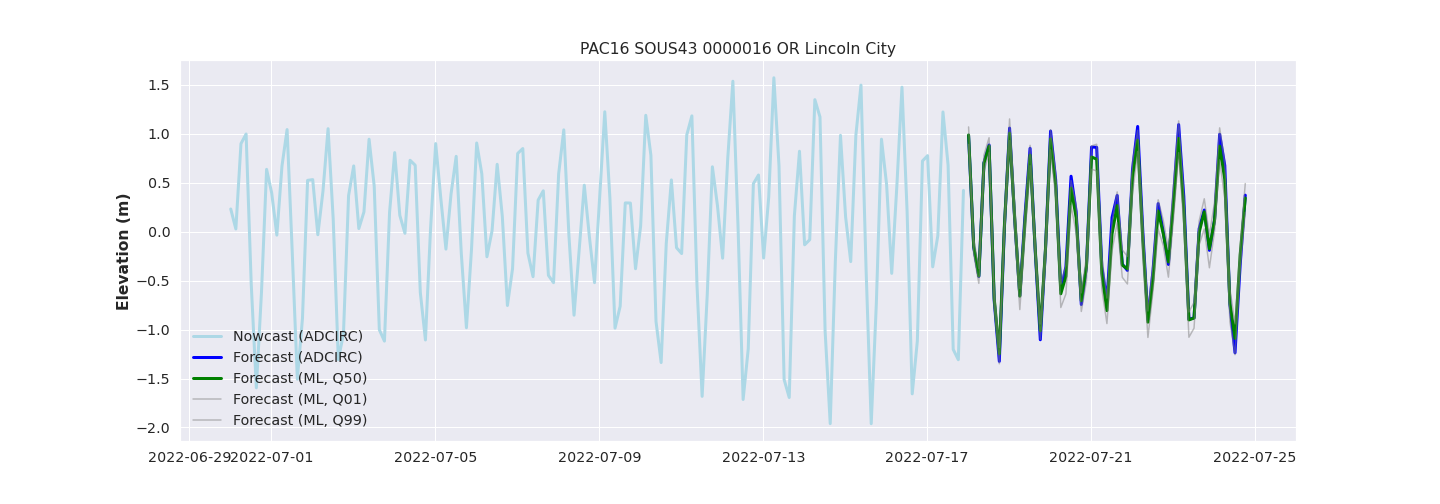 PAC16 SOUS43 0000016 OR Lincoln City
Elevation (m)
1.5
1.0
0.5
0.0
−0.5
−1.0
−1.5
−2.0
Nowcast (ADCIRC)
Forecast (ADCIRC)
Forecast (ML, Q50)
Forecast (ML, Q01)
Forecast (ML, Q99)
2022-06-29 2022-07-01 2022-07-05 2022-07-09 2022-07-13 2022-07-17 2022-07-21 2022-07-25